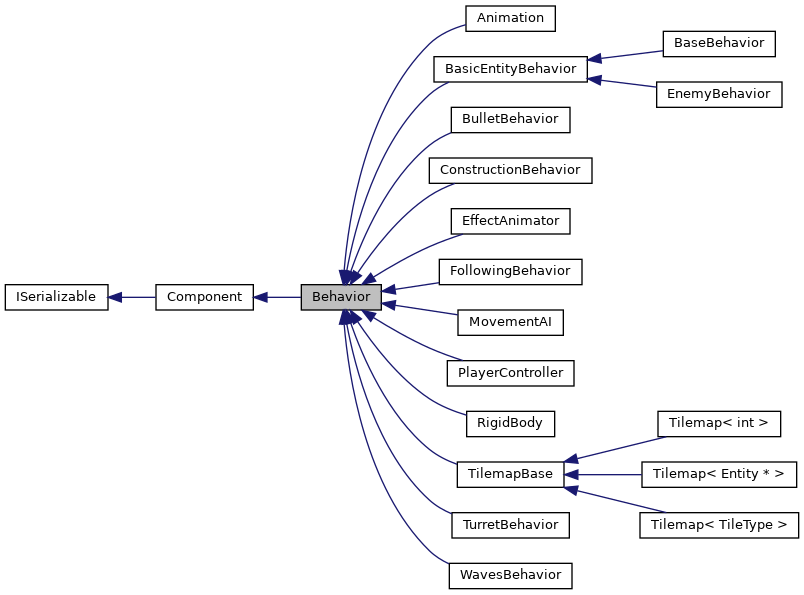 Animation
BaseBehavior
BasicEntityBehavior
EnemyBehavior
BulletBehavior
ConstructionBehavior
EffectAnimator
FollowingBehavior
ISerializable
Component
Behavior
MovementAI
PlayerController
RigidBody
Tilemap< int >
TilemapBase
Tilemap< Entity * >
TurretBehavior
Tilemap< TileType >
WavesBehavior